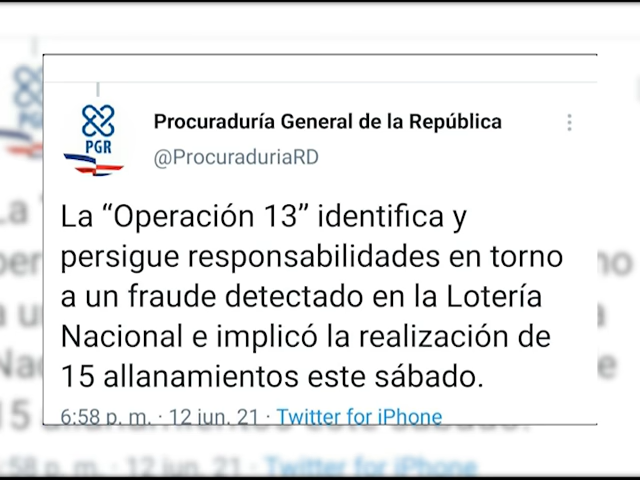 PGR
Procuraduría General de la República
@ProcuraduriaRD
La “Operación 13” identifica y
persigue responsabilidades en torno
a un fraude detectado en la Lotería
Nacional e implicó la realización de
15 allanamientos este sábado.
6:58 p. m. · 12 jun. 21 · Twitter for iPhone